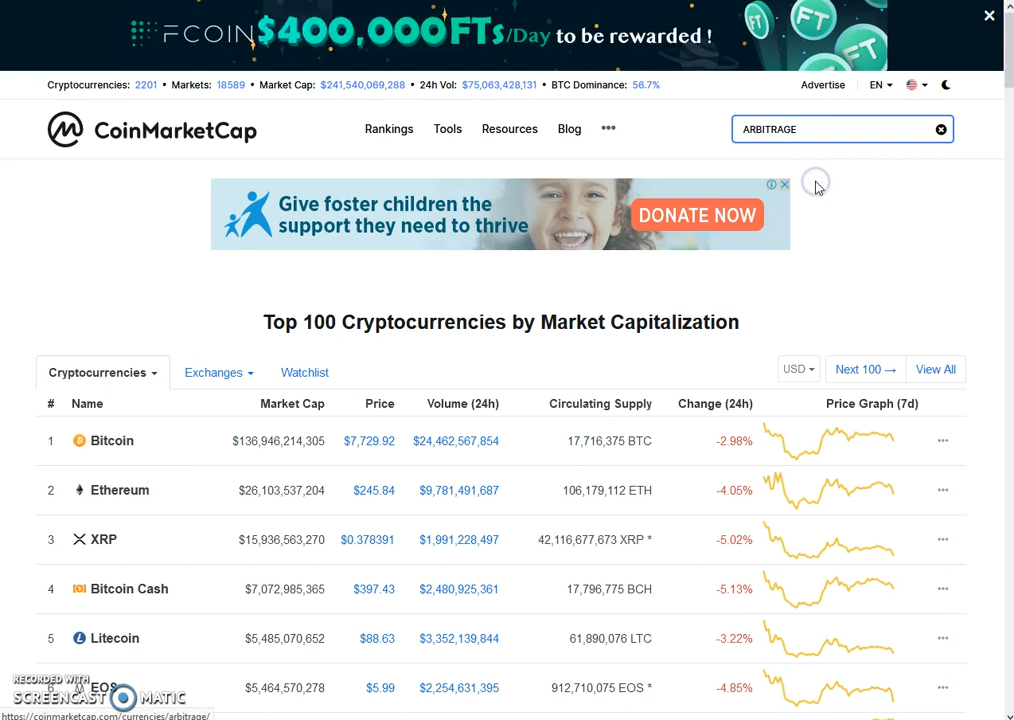 FCOIN $400,000FTs/Day to be rewarded !
FT FT FT
Cryptocurrencies: 2201 • Markets: 18589 • Market Cap: $241,540,069,288 • 24h Vol: $75,063,428,131 • BTC Dominance: 56.7%
Advertise EN
CoinMarketCap Rankings Tools Resources Blog ••• ARBITRAGE
Give foster children the
support they need to thrive
DONATE NOW
Top 100 Cryptocurrencies by Market Capitalization
Cryptocurrencies Exchanges Watchlist USD Next 100 → View All
# Name Market Cap Price Volume (24h) Circulating Supply Change (24h) Price Graph (7d)
1 Bitcoin $136,946,214,305 $7,729.92 $24,462,567,854 17,716,375 BTC -2.98%
2 Ethereum $26,103,537,204 $245.84 $9,781,491,687 106,179,112 ETH -4.05%
3 XRP $15,936,563,270 $0.378391 $1,991,228,497 42,116,677,673 XRP * -5.02%
4 Bitcoin Cash $7,072,985,365 $397.43 $2,480,925,361 17,796,775 BCH -5.13%
5 Litecoin $5,485,070,652 $88.63 $3,352,139,844 61,890,076 LTC -3.22%
6 EOS $5,464,570,278 $5.99 $2,254,631,395 912,710,075 EOS * -4.85%
RECORDED WITH
SCREENCAST MATIC
https://coinmarketcap.com/currencies/arbitrage/